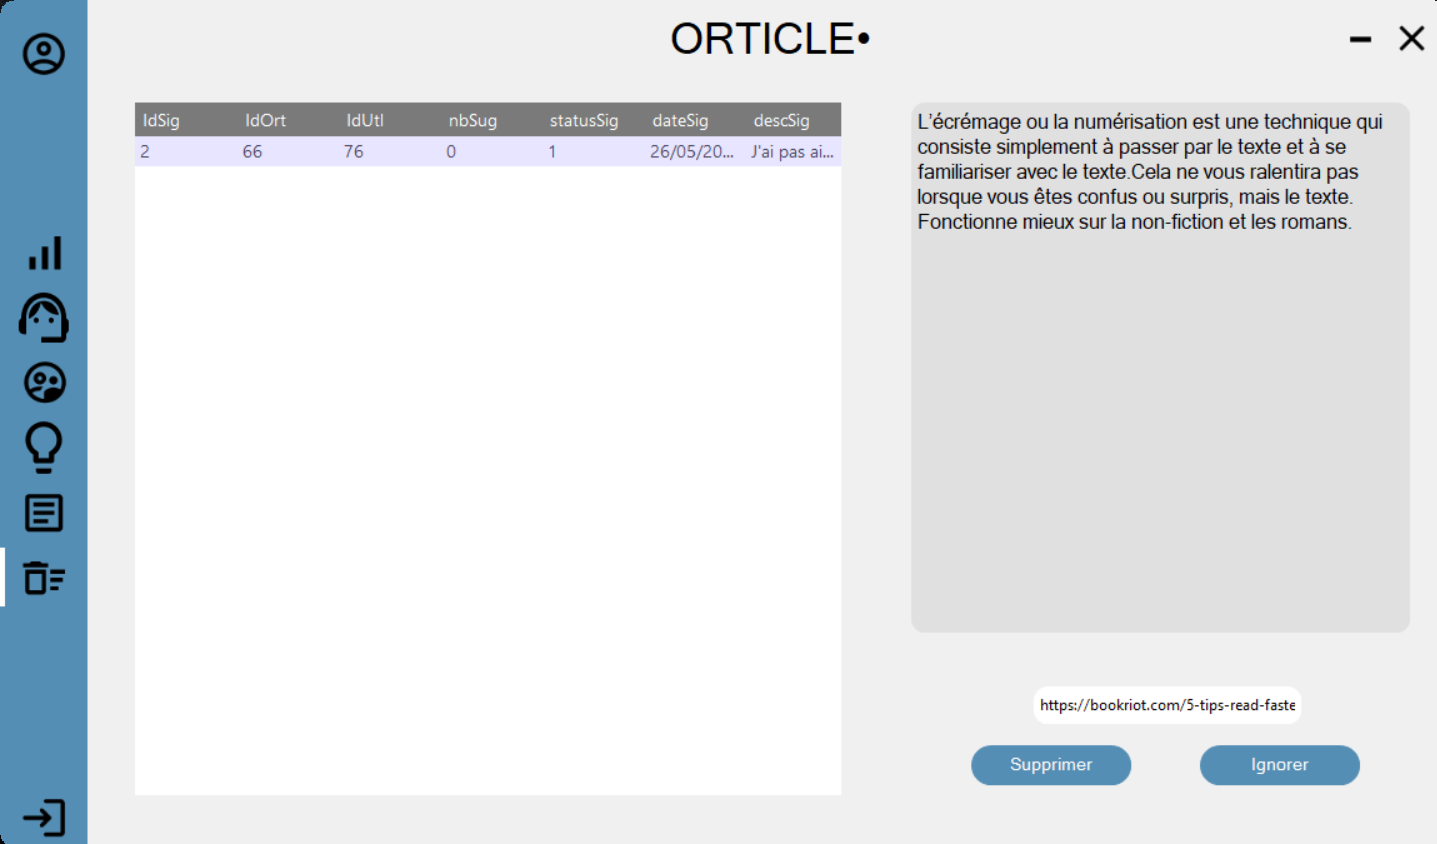 ORTICLE•
IdSig IdOrt IdUtl nbSug statusSig dateSig descSig
2 66 76 0 1 26/05/20... J'ai pas ai...
L'écrémage ou la numérisation est une technique qui
consiste simplement à passer par le texte et à se
familiariser avec le texte.Cela ne vous ralentira pas
lorsque vous êtes confus ou surpris, mais le texte.
Fonctionne mieux sur la non-fiction et les romans.
https://bookriot.com/5-tips-read-faste
Supprimer Ignorer